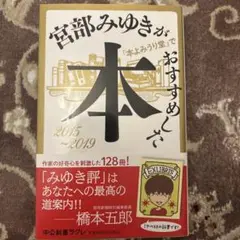 宮部みゆきが
「本よみうり堂」で
おすすめした
本
2015
~2019
作家の好奇心を刺激した128冊!
「みゆき評」は
あなたへの最高の
道案内!!
橋本五郎
中公新書ラクレ